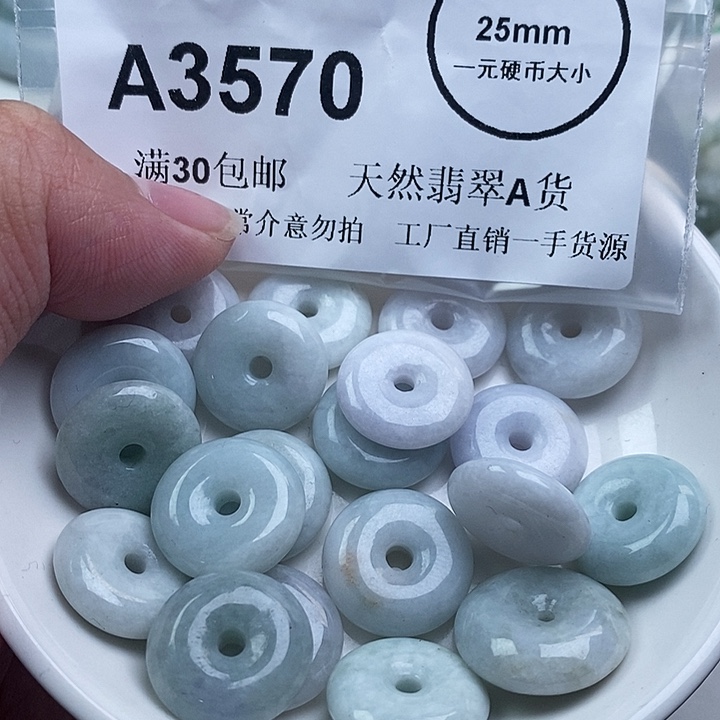 25mm
一元硬币大小
A3570
满30包邮 天然翡翠A货
常介意勿拍 工厂直销一手货源